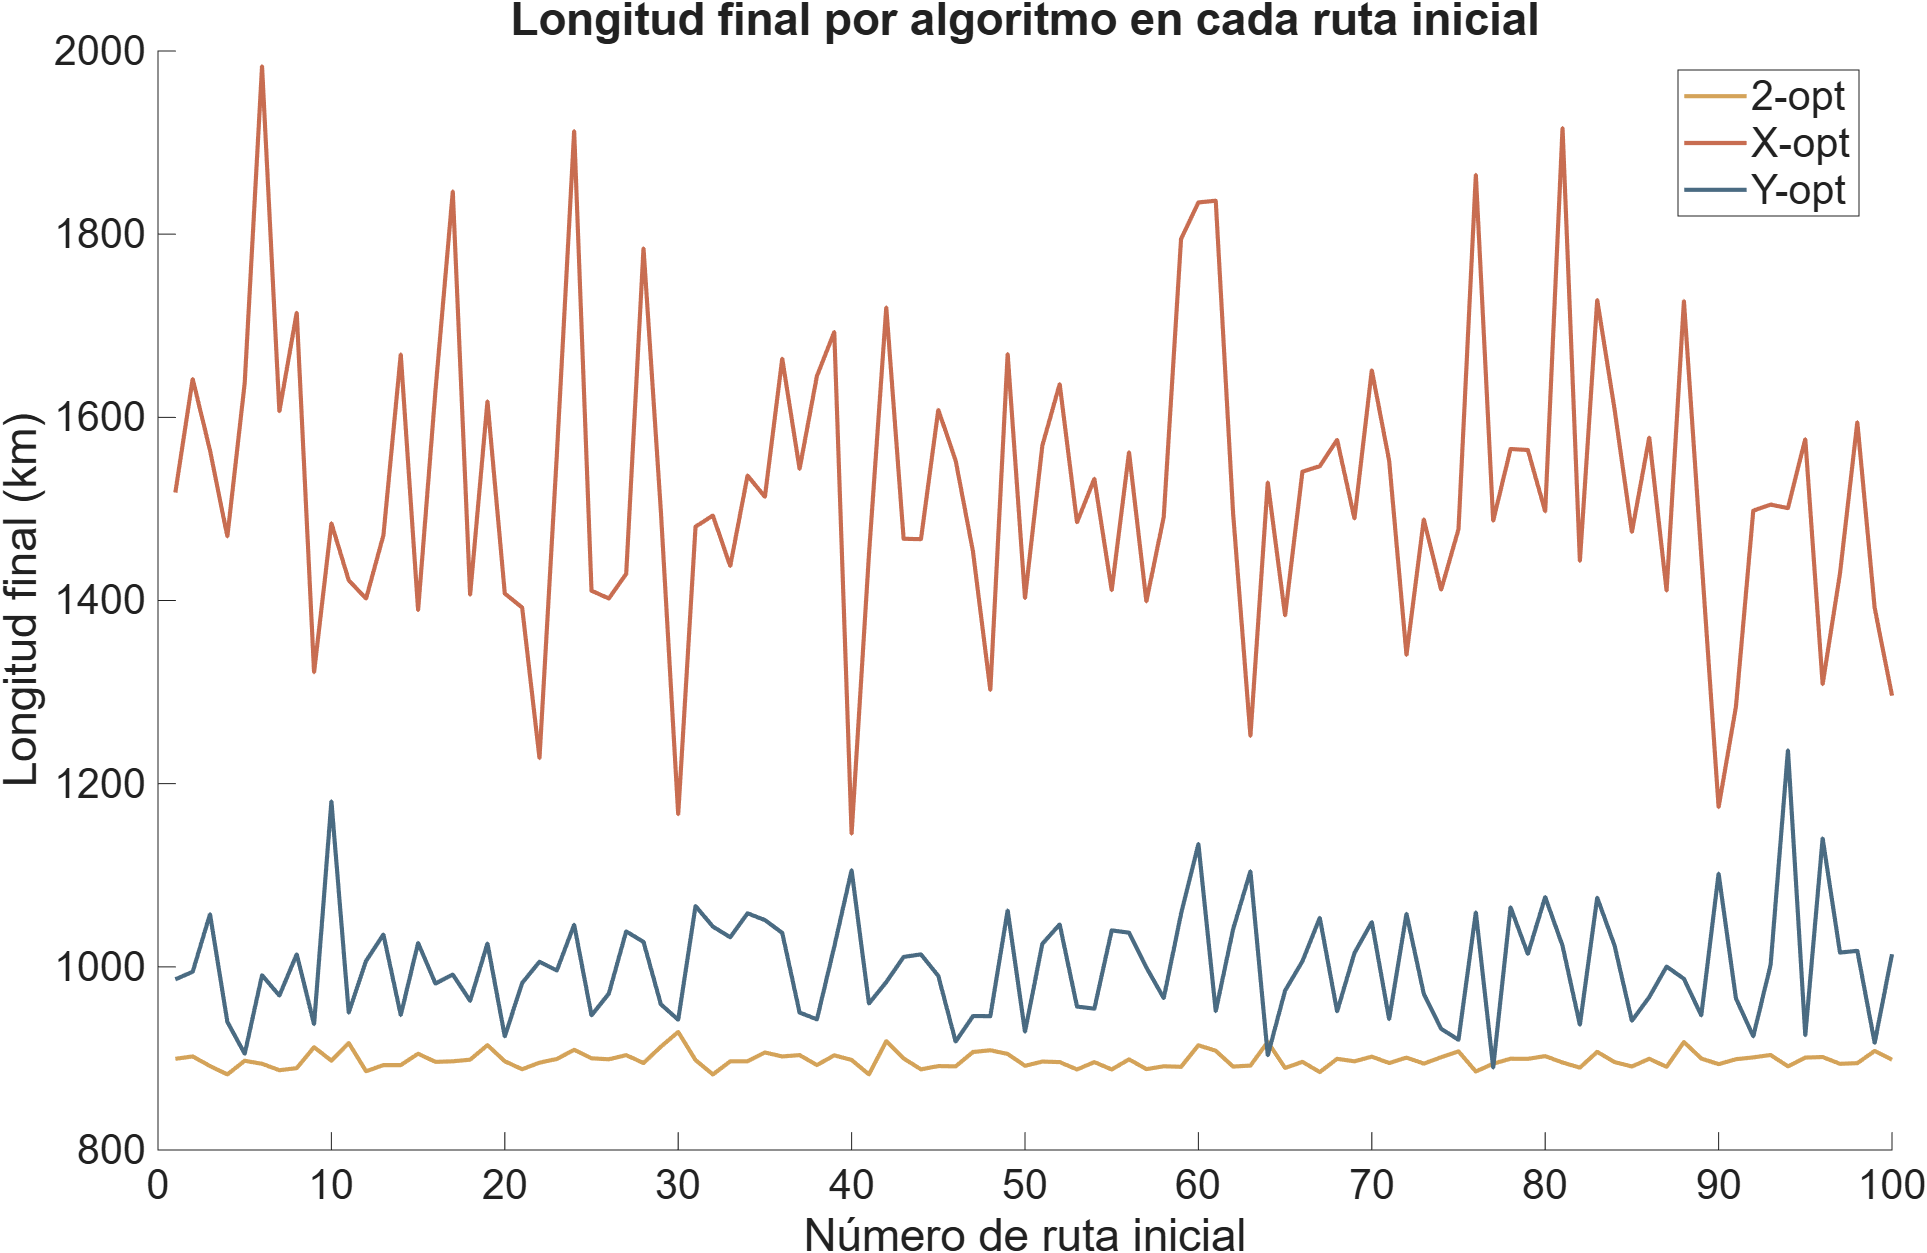 Longitud final por algoritmo en cada ruta inicial
2000
1800
1600
1400
1200
1000
800
Longitud final (km)
2-opt
X-opt
Y-opt
0 10 20 30 40 50 60 70 80 90 100
Número de ruta inicial